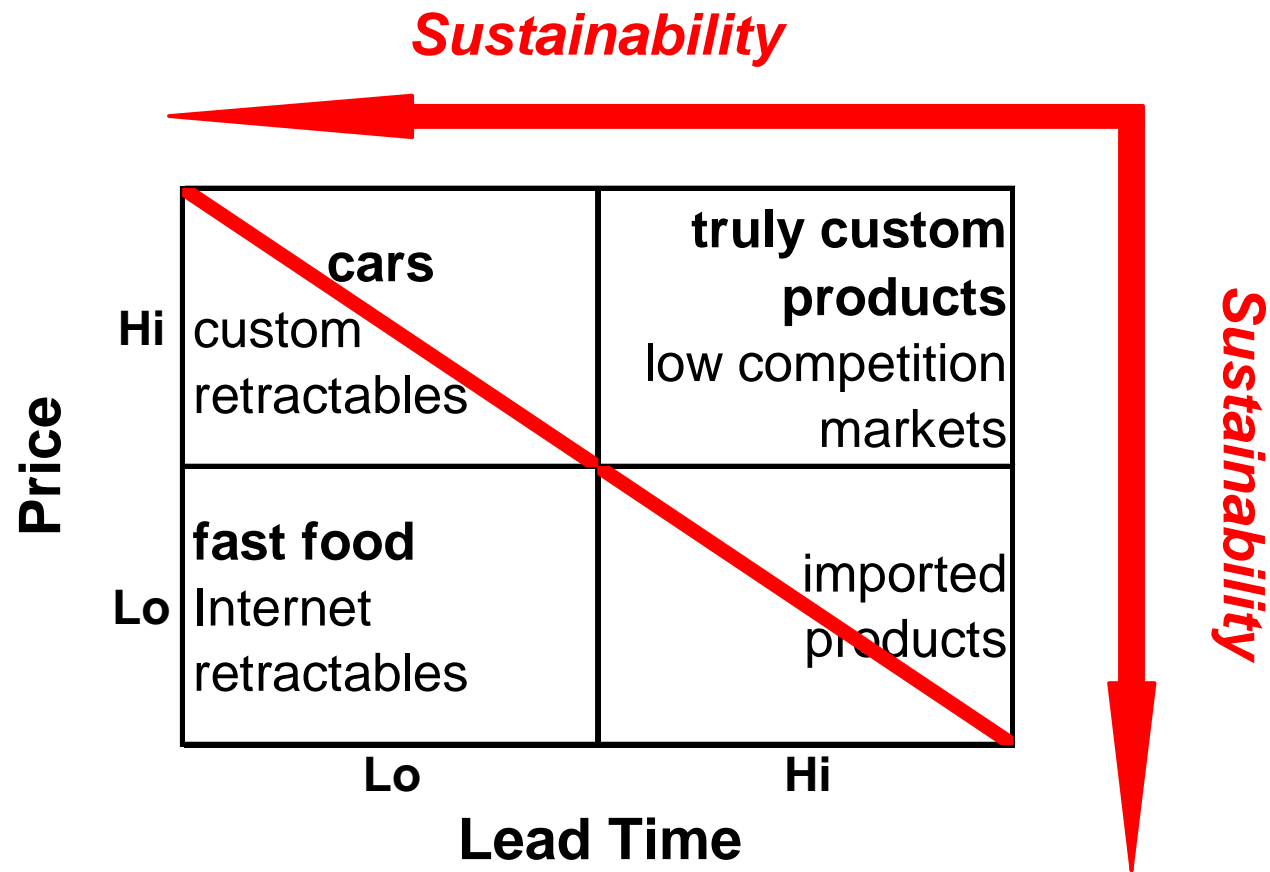 Sustainability
cars
custom
retractables
truly custom
products
low competition
markets
Hi
Price
Lo
fast food
Internet
retractables
imported
products
Sustainability
Lo
Hi
Lead Time